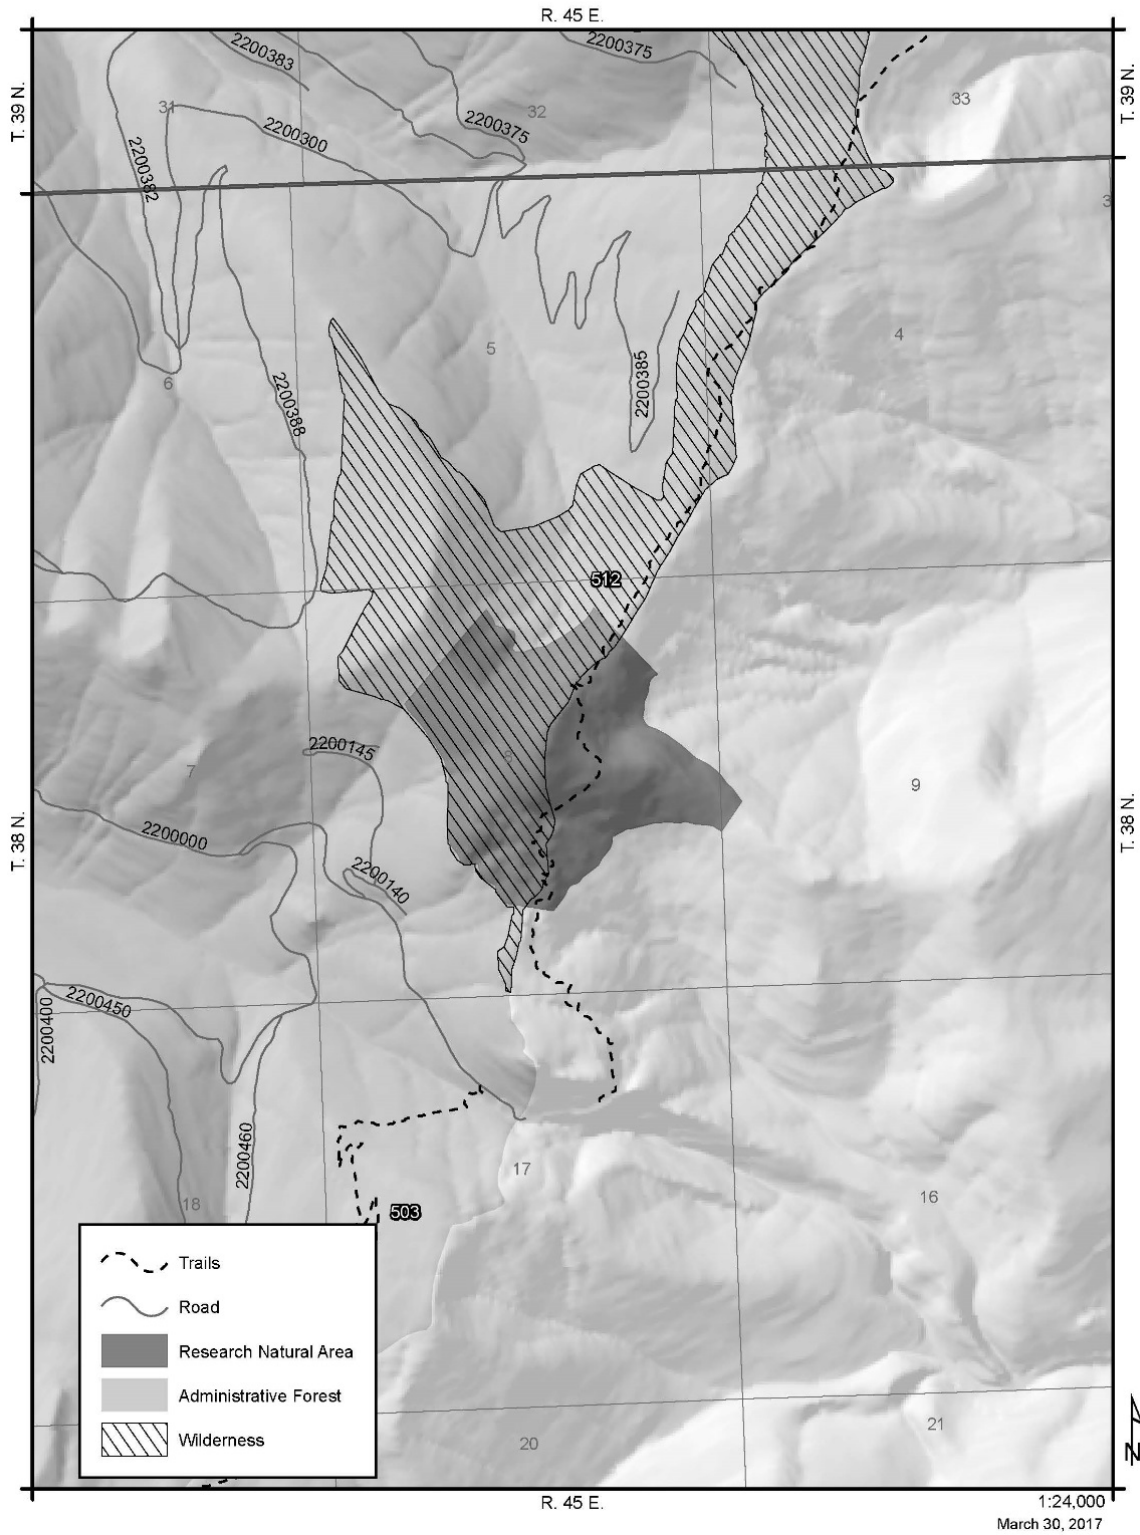 R. 45 E.
2200383
2200375
T. 39 N.
T. 39 N.
33
31
32
2200375
2200300
2200382
3
4
5
2200385
6
2200388
512
2200145
8
7
9
T. 38 N.
T. 38 N.
2200000
2200140
2200450
2200400
2200460
17
16
18
503
Trails
Road
Research Natural Area
Administrative Forest
Wilderness
21
20
N
R. 45 E.
1:24,000
March 30, 2017